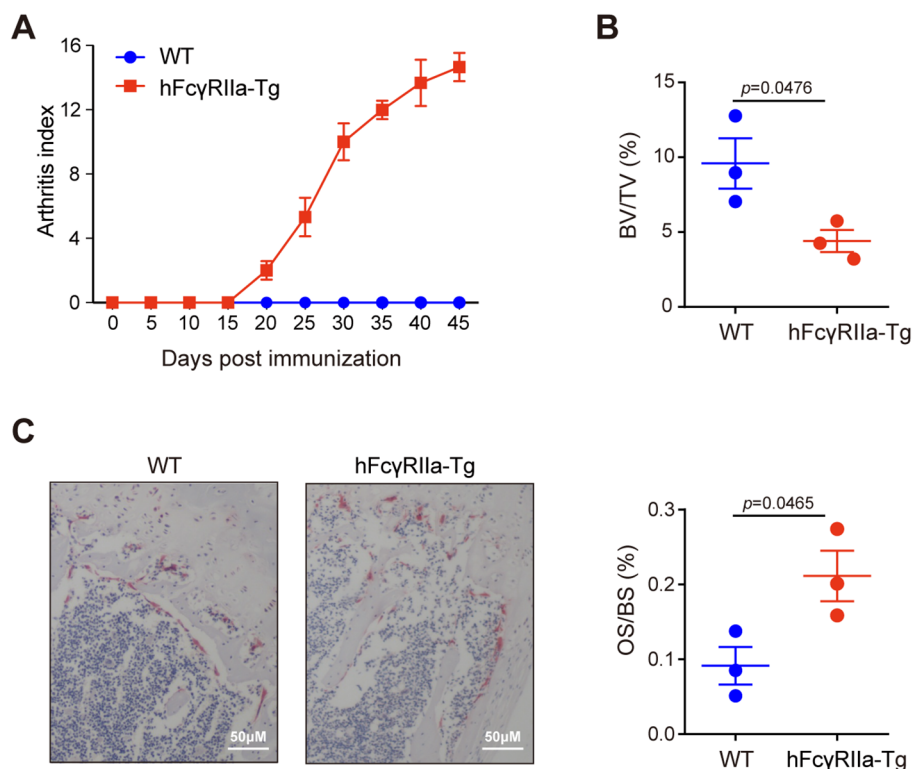 A
WT
hFcγRIIa-Tg
Arthritis index
16
12
8
4
0
0 5 10 15 20 25 30 35 40 45
Days post immunization
B
p=0.0476
BV/TV (%)
15
10
5
0
WT hFcγRIIa-Tg
C
WT hFcγRIIa-Tg
50μM 50μM
p=0.0465
OS/BS (%)
0.3
0.2
0.1
0.0
WT hFcγRIIa-Tg